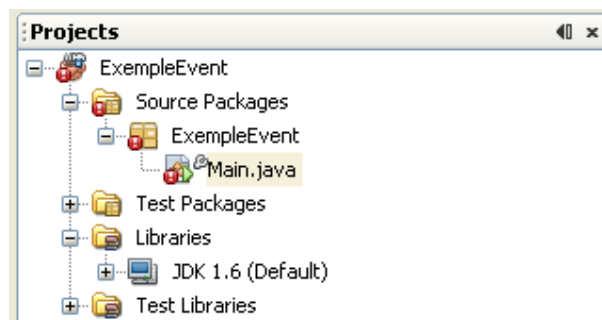 Projects
ExempleEvent
Source Packages
ExempleEvent
Main.java
Test Packages
Libraries
JDK 1.6 (Default)
Test Libraries